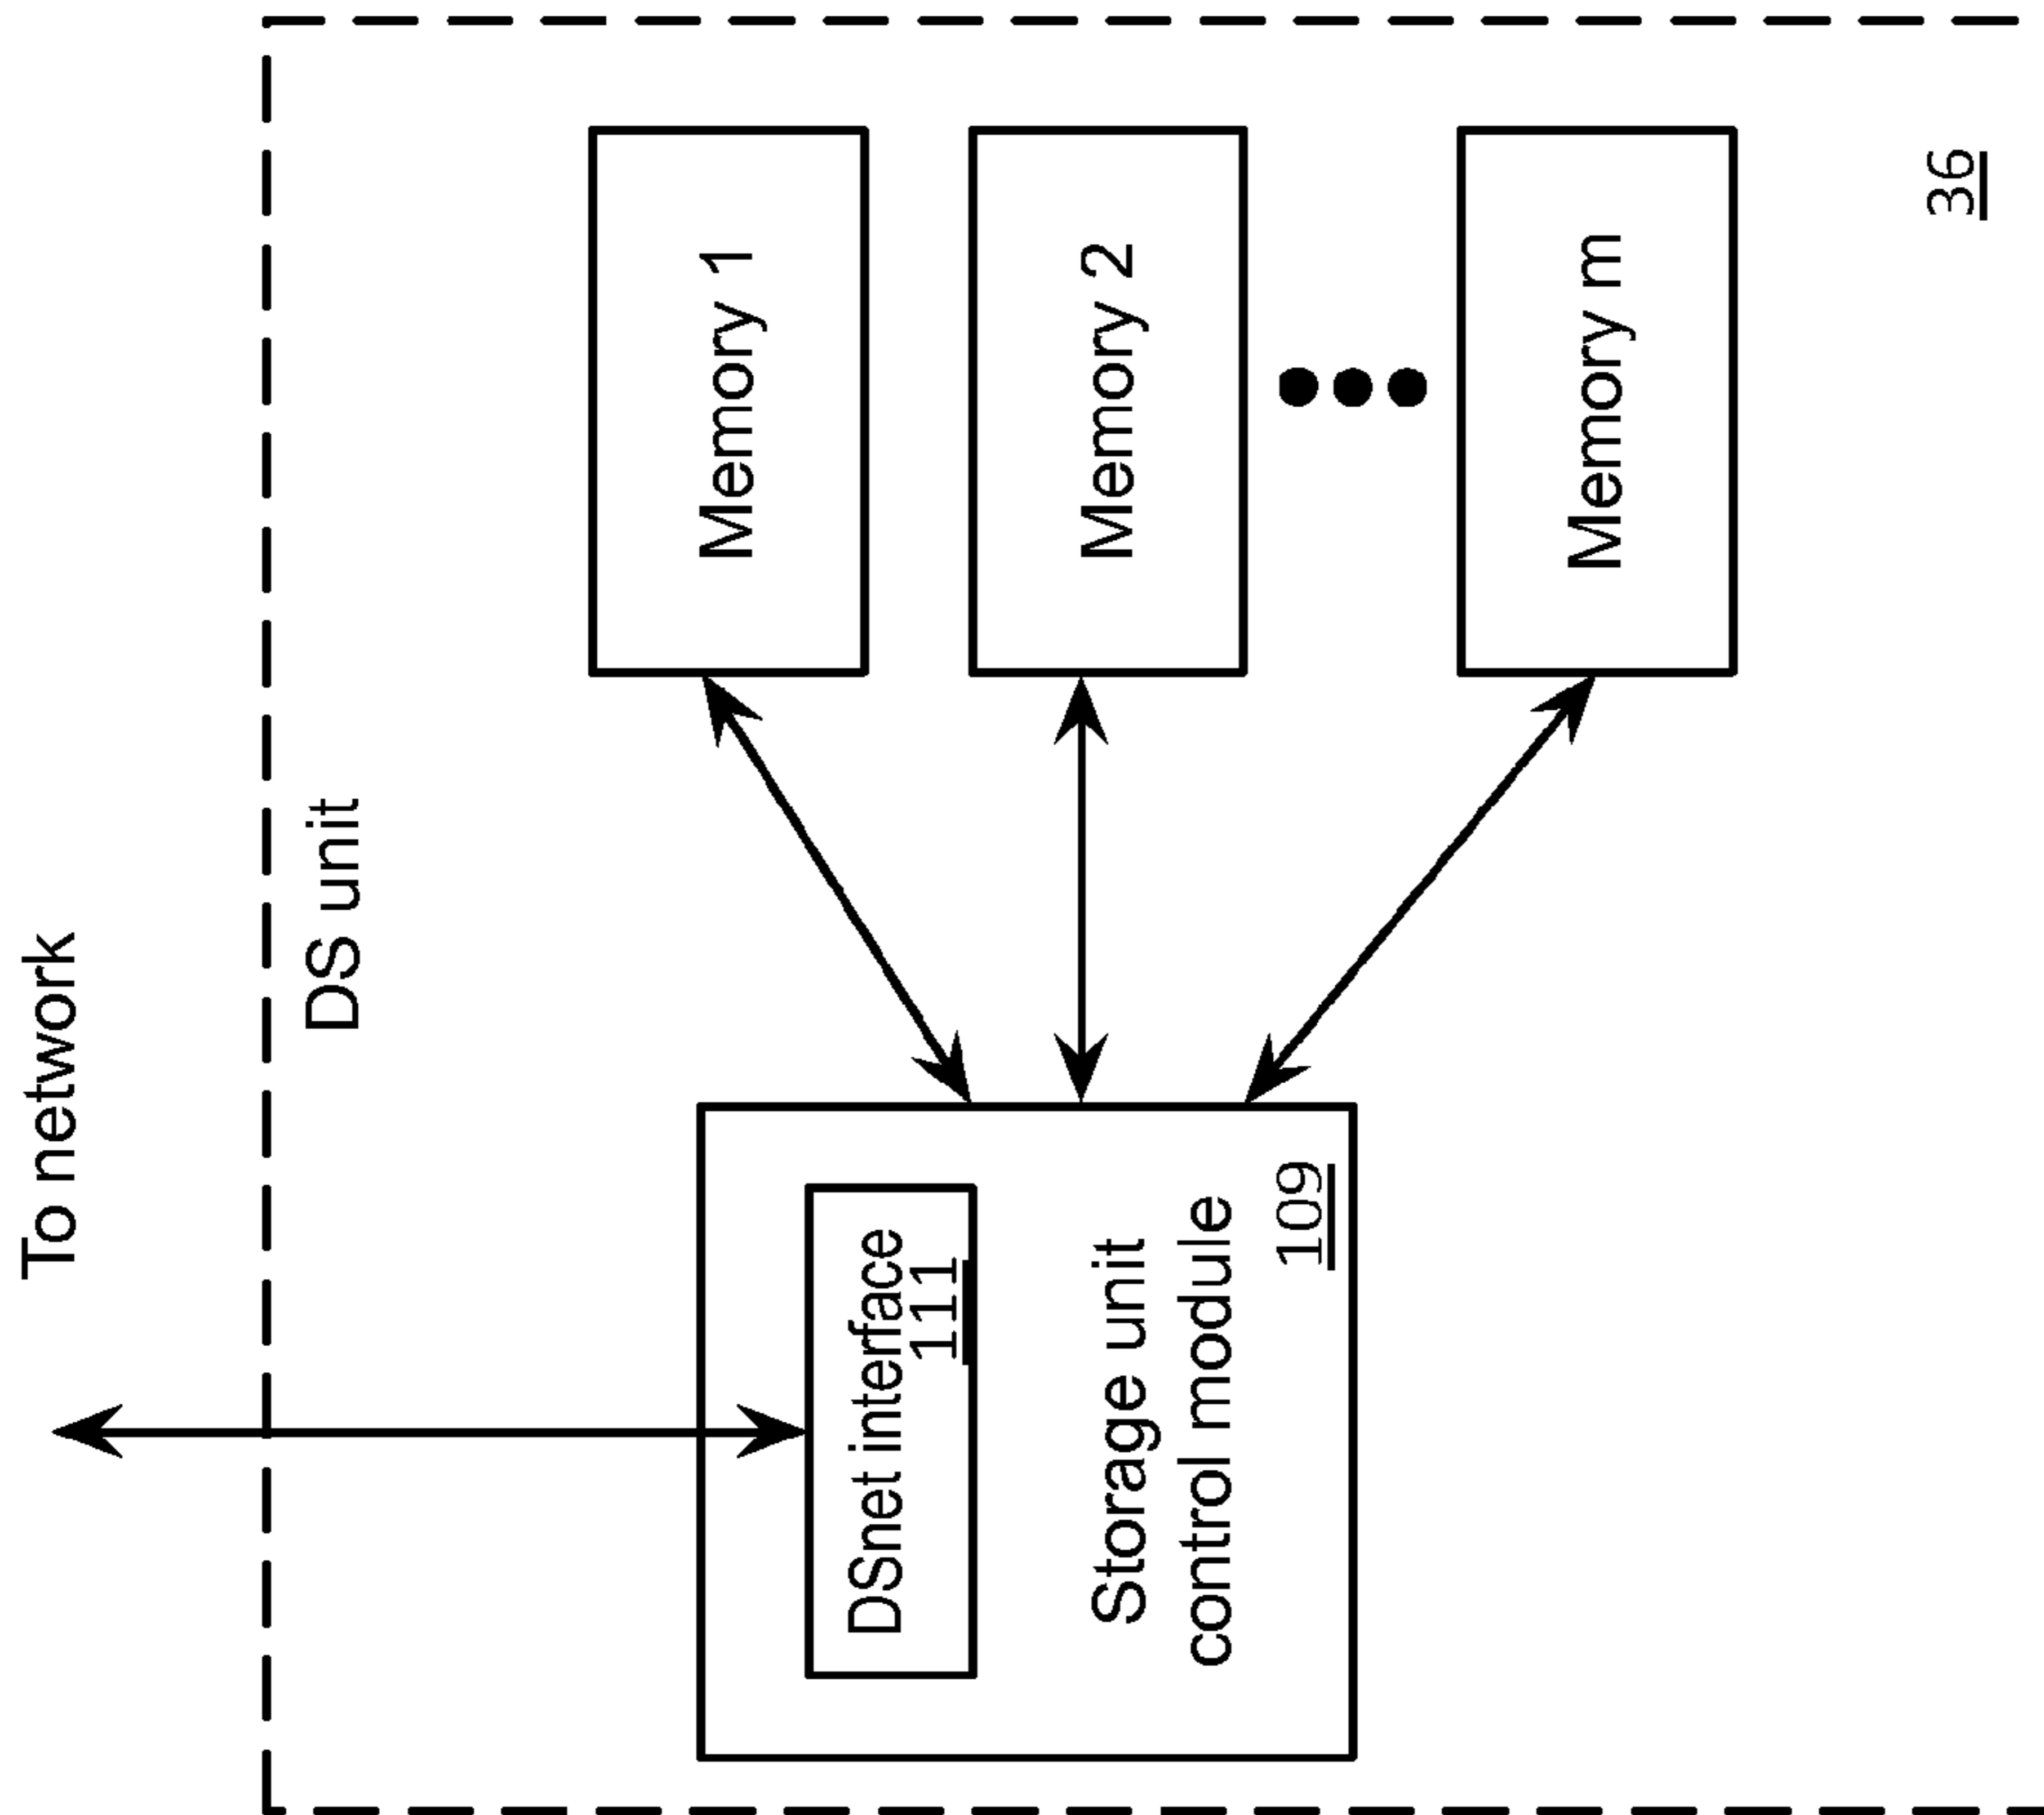 To network
DS unit
DSnet interface
111
Storage unit
control module
109
Memory 1
Memory 2
Memory m
36